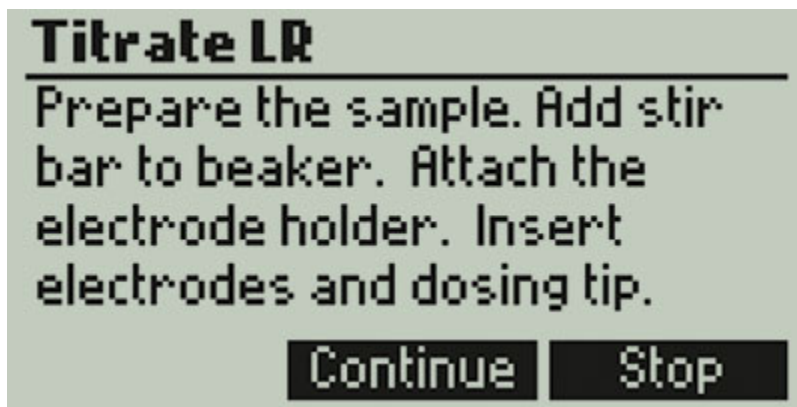 Titrate LR
Prepare the sample. Add stir
bar to beaker. Attach the
electrode holder. Insert
electrodes and dosing tip.
Continue Stop